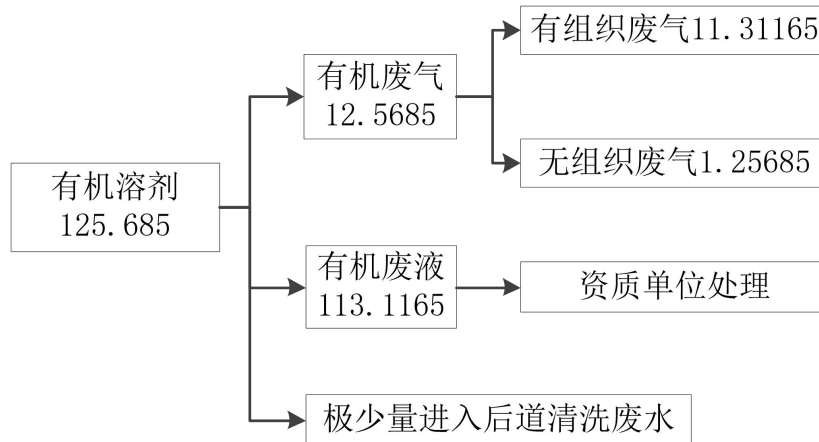 有组织废气11.31165
有机废气
12.5685
无组织废气1.25685
有机溶剂
125.685
有机废液
113.1165
资质单位处理
极少量进入后道清洗废水